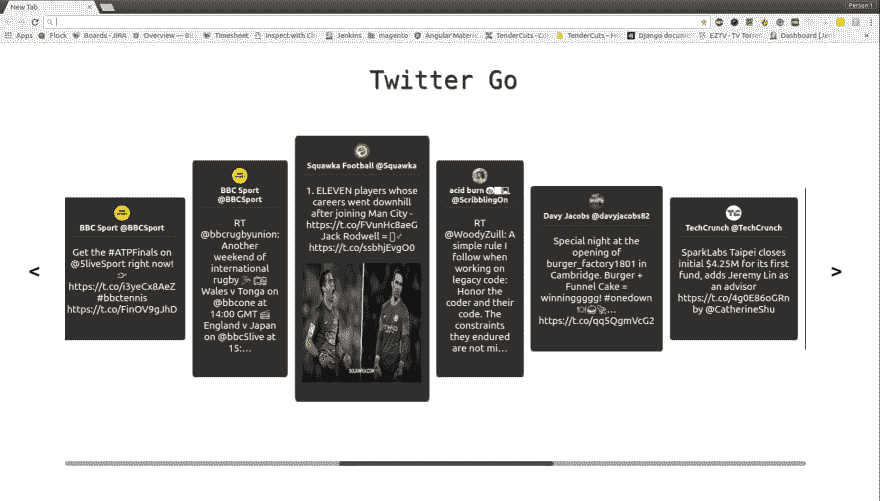 New Tab
Person 1
Apps
Flock
Boards - JIRA
Overview — Bi
Timesheet
Inspect with Ch
Jenkins
magenta
Angular Materia
TenderCuts - Co
TenderCuts - H
Django docume
EZTV - TV Torren
Dashboard [Jen
»
Twitter Go
<
BBC Sport @BBCSport
Get the #ATPFinals on
@5liveSport right now!
https://t.co/i3yeCx8AeZ
#bbctennis
https://t.co/FinOV9gJhD
BBC Sport
@BBCSport
RT
@bbcrugbyunion:
Another
weekend of
international
rugby
Wales v Tonga on
@bbcone at
14:00 GMT
England v Japan
on @bbc5live at
15:…
Squawka Football @Squawka
1. ELEVEN players whose
careers went downhill
after joining Man City -
https://t.co/FVunHc8aeG
Jack Rodwell = ♂
https://t.co/ssbhjEvgO0
SQUAWKA.COM
acid burn
@ScribblingOn
RT
@WoodyZuill: A
simple rule I
follow when
working on
legacy code:
Honor the
coder and their
code. The
constraints
they endured
are not mi…
Davy Jacobs @davyjacobs82
Special night at the
opening of
burger_factory1801 in
Cambridge. Burger +
Funnel Cake =
winninggggg! #onedown
…
https://t.co/qq5QgmVcG2
TechCrunch @TechCrunch
SparkLabs Taipei closes
initial $4.25M for its first
fund, adds Jeremy Lin as
an advisor
https://t.co/4g0E86oGRn
by @CatherineShu
>